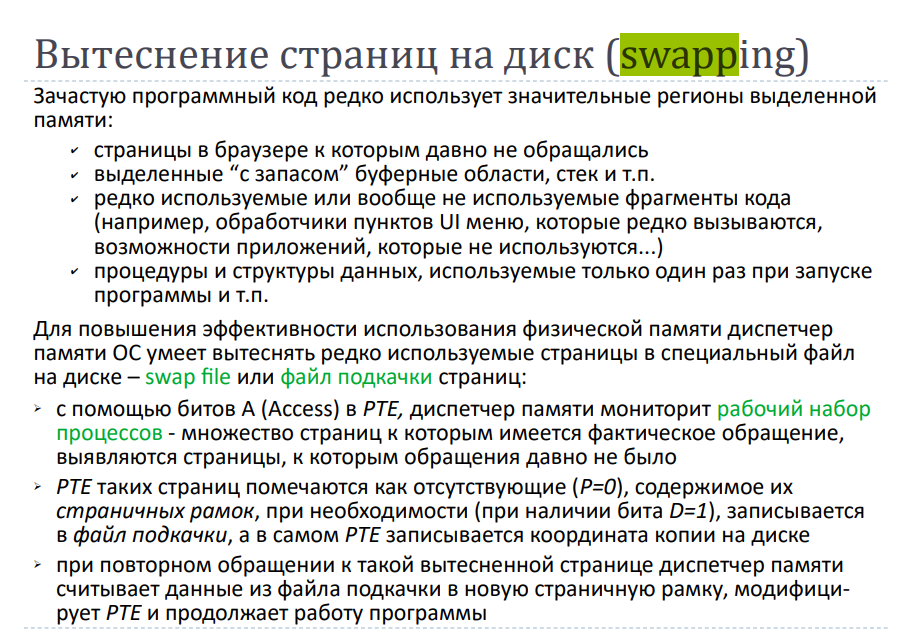 Вытеснение страниц на диск (swapping)
Зачастую программный код редко использует значительные регионы выделенной
памяти:
✓ страницы в браузере к которым давно не обращались
✓ выделенные “с запасом” буферные области, стек и т.п.
✓ редко используемые или вообще не используемые фрагменты кода
(например, обработчики пунктов UI меню, которые редко вызываются,
возможности приложений, которые не используются...)
✓ процедуры и структуры данных, используемые только один раз при запуске
программы и т.п.
Для повышения эффективности использования физической памяти диспетчер
памяти ОС умеет вытеснять редко используемые страницы в специальный файл
на диске – swap file или файл подкачки страниц:
➢ с помощью битов A (Access) в PTE, диспетчер памяти мониторит рабочий набор
процессов - множество страниц к которым имеется фактическое обращение,
выявляются страницы, к которым обращения давно не было
➢ PTE таких страниц помечаются как отсутствующие (P=0), содержимое их
страничных рамок, при необходимости (при наличии бита D=1), записывается
в файл подкачки, а в самом PTE записывается координата копии на диске
➢ при повторном обращении к такой вытесненной странице диспетчер памяти
считывает данные из файла подкачки в новую страничную рамку, модифици-
рует PTE и продолжает работу программы